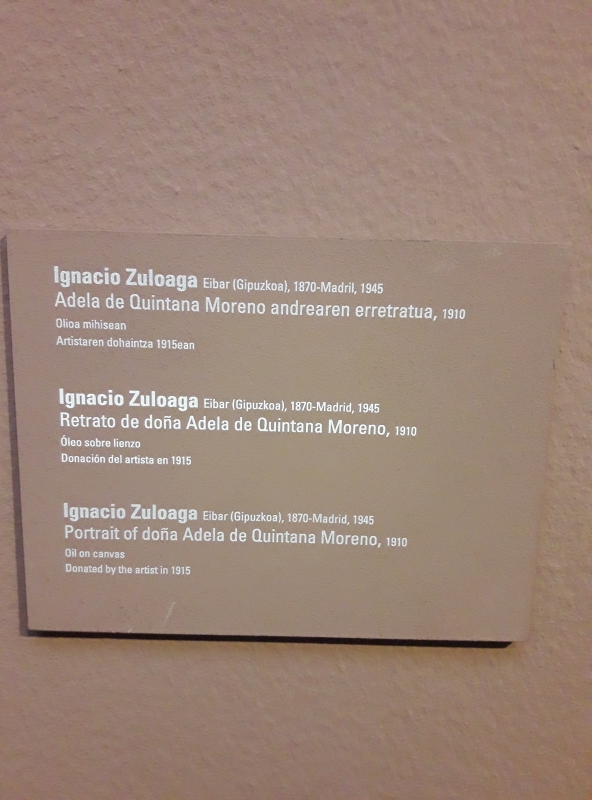 Ignacio Zuloaga Eibar (Gipuzkoa), 1870-Madril, 1945
Adela de Quintana Moreno andrearen erretratua, 1910
Olioa mihisean
Artistaren dohaintza 1915ean
Ignacio Zuloaga Eibar (Gipuzkoa), 1870-Madrid, 1945
Retrato de doña Adela de Quintana Moreno, 1910
Óleo sobre lienzo
Donación del artista en 1915
Ignacio Zuloaga Eibar (Gipuzkoa), 1870-Madrid, 1945
Portrait of doña Adela de Quintana Moreno, 1910
Oil on canvas
Donated by the artist in 1915